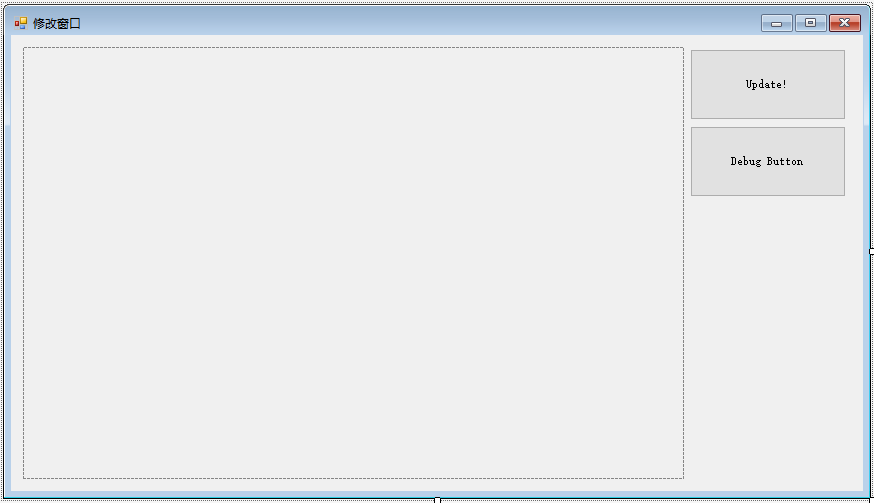 修改窗口
Update!
Debug Button